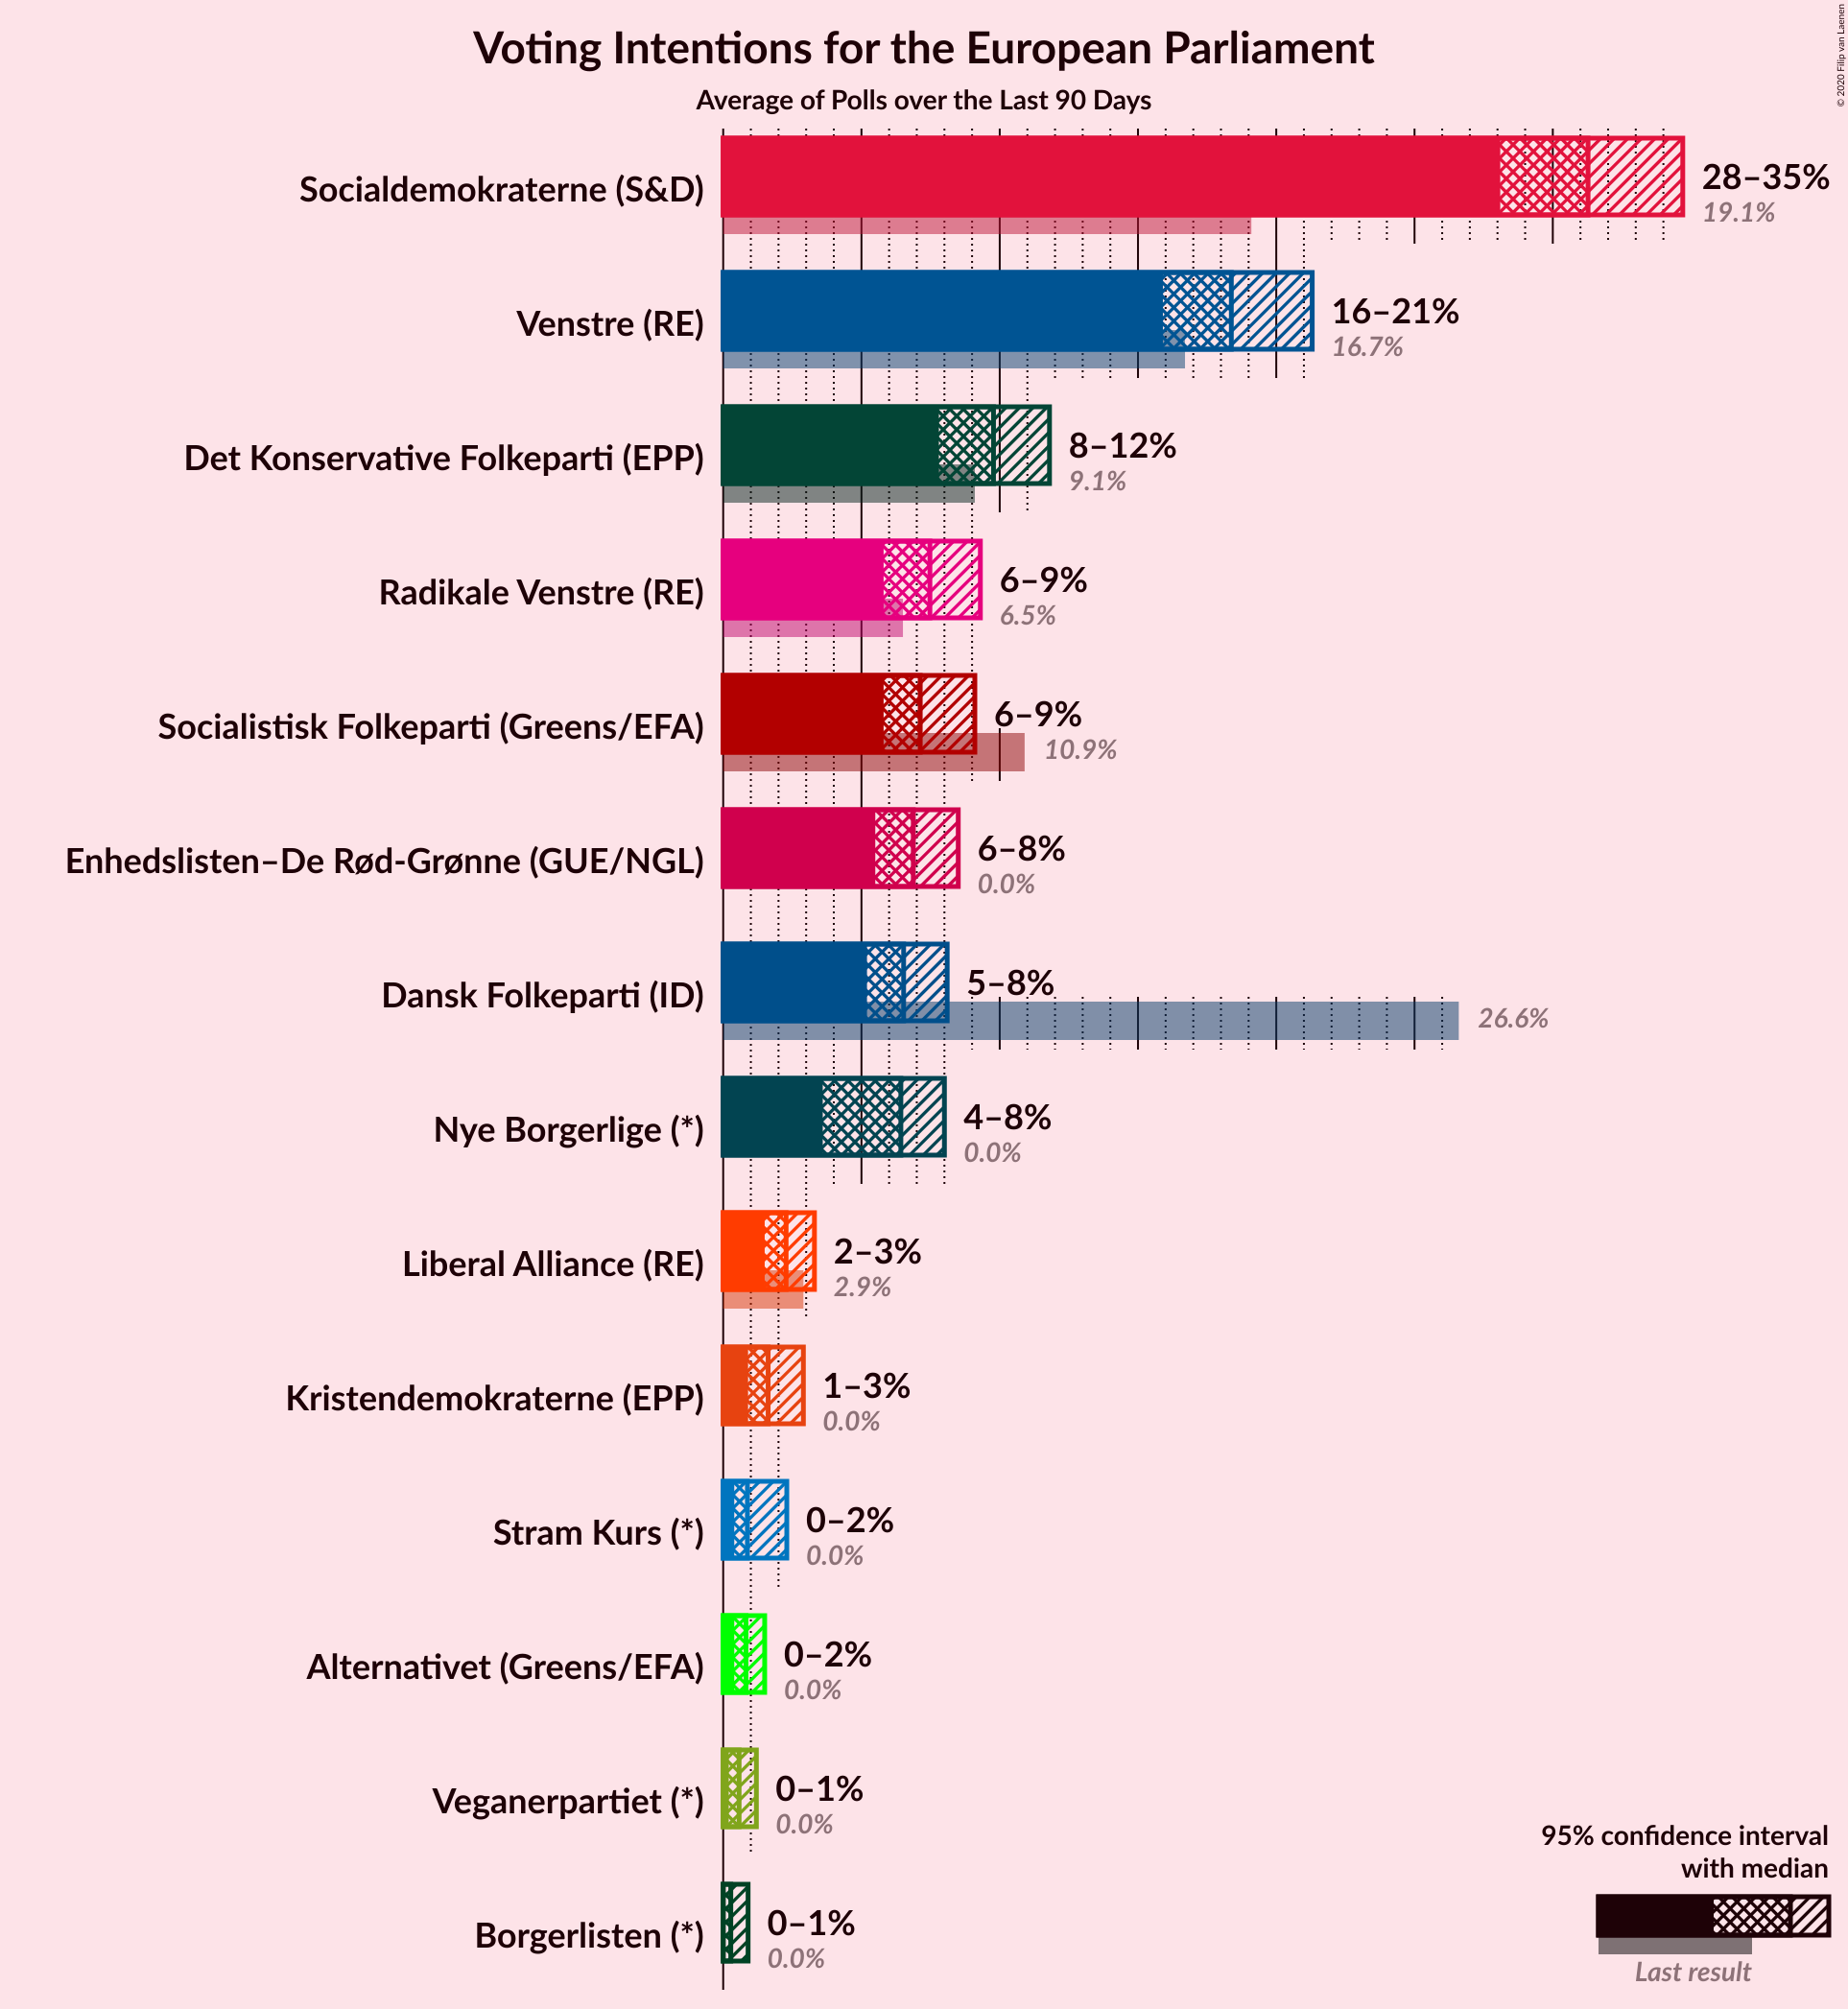 Voting Intentions for the European Parliament
Average of Polls over the Last 90 Days
© 2020 Filip van Laenen
Socialdemokraterne (S&D)
28–35%
19.1%
Venstre (RE)
16–21%
16.7%
Det Konservative Folkeparti (EPP)
8–12%
9.1%
Radikale Venstre (RE)
6–9%
6.5%
Socialistisk Folkeparti (Greens/EFA)
6–9%
10.9%
Enhedslisten–De Rød-Grønne (GUE/NGL)
6–8%
0.0%
Dansk Folkeparti (ID)
5–8%
26.6%
Nye Borgerlige (*)
4–8%
0.0%
Liberal Alliance (RE)
2–3%
2.9%
Kristendemokraterne (EPP)
1–3%
0.0%
Stram Kurs (*)
0–2%
0.0%
Alternativet (Greens/EFA)
0–2%
0.0%
Veganerpartiet (*)
0–1%
0.0%
Borgerlisten (*)
0–1%
0.0%
95% confidence interval
with median
Last result